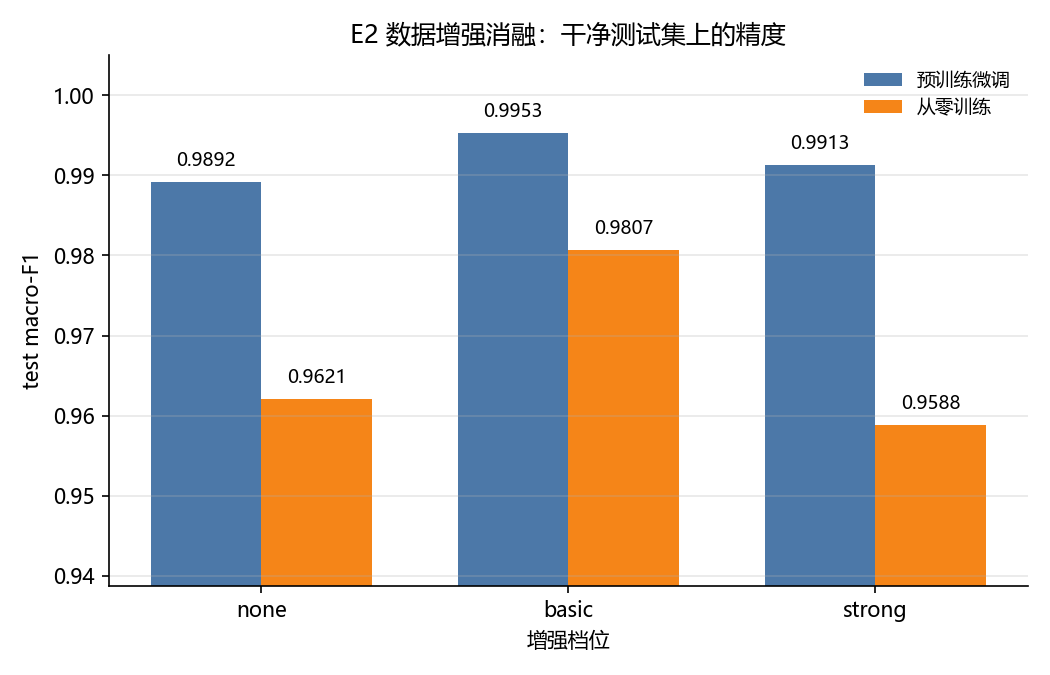 E2 数据增强消融：干净测试集上的精度
预训练微调
从零训练
test macro-F1
1.00
0.99
0.98
0.97
0.96
0.95
0.94
0.9892
0.9621
0.9953
0.9807
0.9913
0.9588
none
basic
strong
增强档位